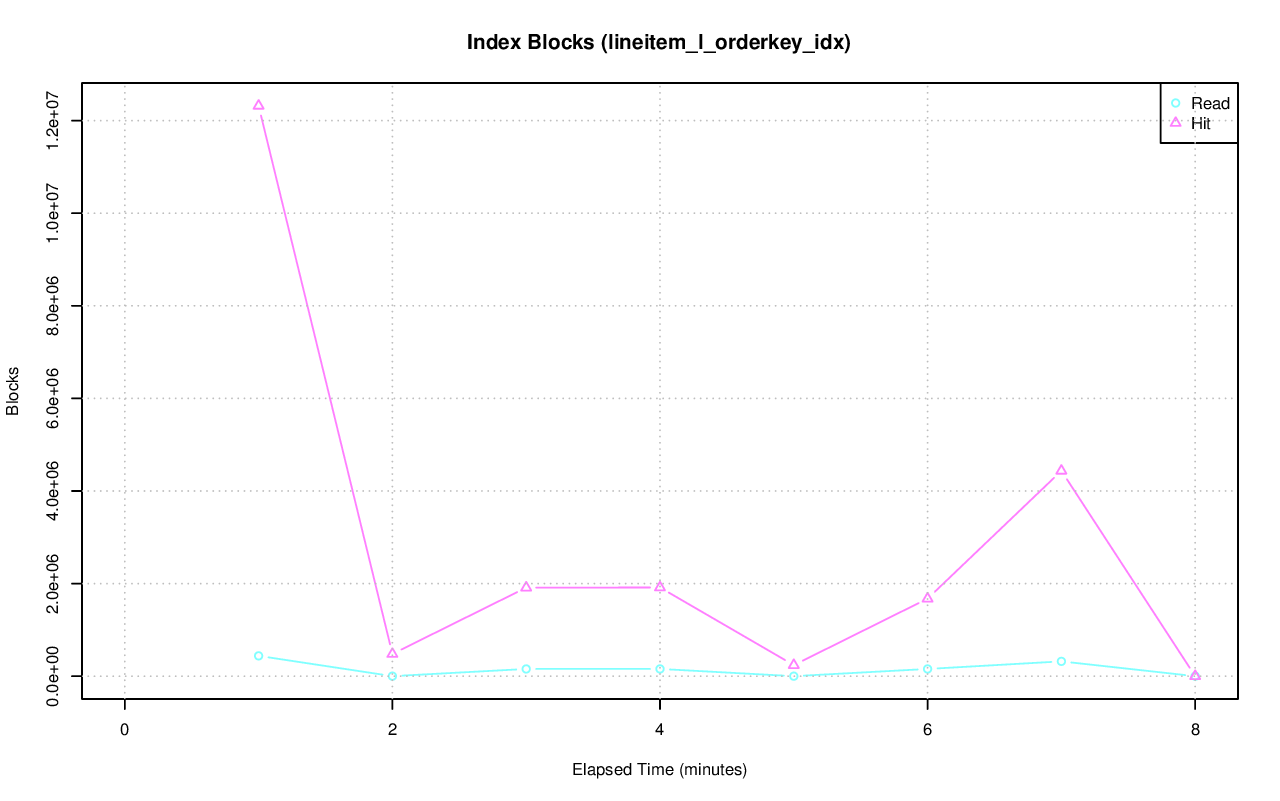 Index Blocks (lineitem_l_orderkey_idx)
Read
Hit
1.2e+07
1.0e+07
8.0e+06
6.0e+06
4.0e+06
2.0e+06
0.0e+00
Blocks
0 2 4 6 8
Elapsed Time (minutes)